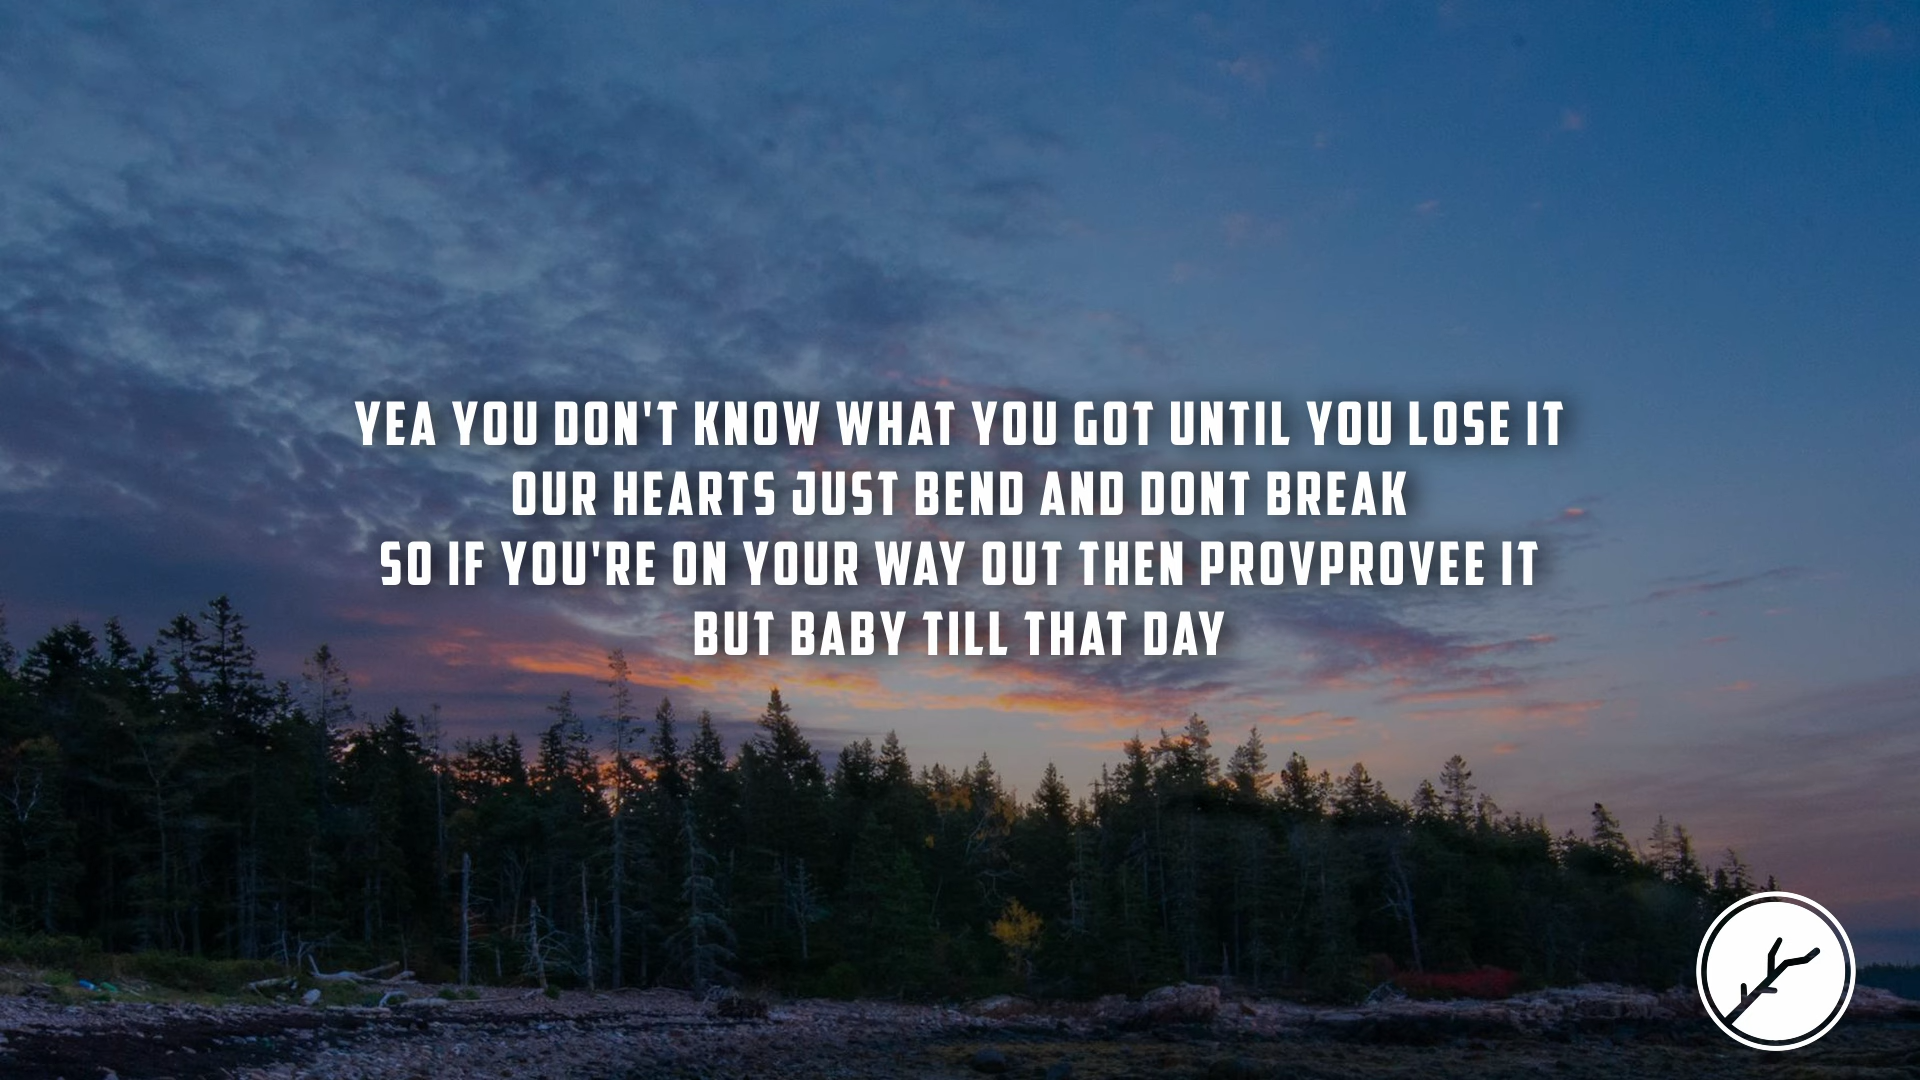 YEA YOU DON'T KNOW WHAT YOU GOT UNTIL YOU LOSE IT
OUR HEARTS JUST BEND AND DONT BREAK
SO IF YOU'RE ON YOUR WAY OUT THEN PROVPROVEE IT
BUT BABY TILL THAT DAY